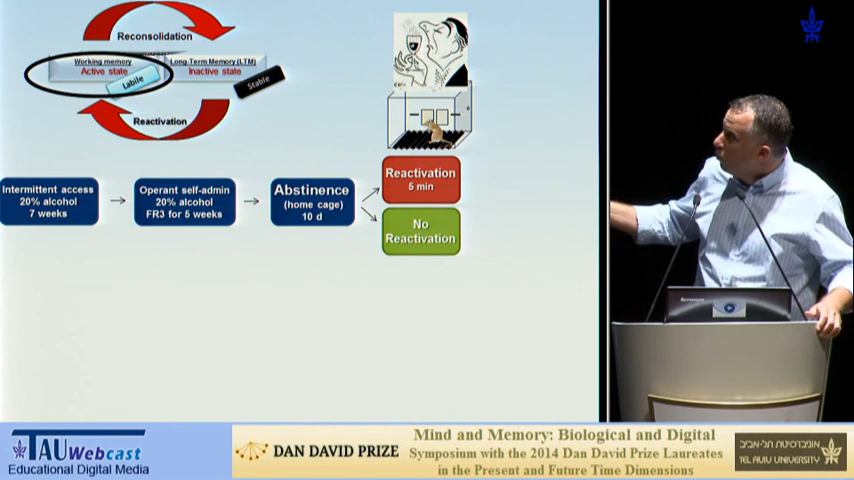 Reconsolidation
Working memory
Active state
Long-Term Memory (LTM)
Inactive state
Labile
Stable
Reactivation
Intermittent access
20% alcohol
7 weeks
Operant self-admin
20% alcohol
FR3 for 5 weeks
Abstinence
(home cage)
10 d
Reactivation
5 min
No
Reactivation
TAU Webcast
Educational Digital Media
DAN DAVID PRIZE
Mind and Memory: Biological and Digital
Symposium with the 2014 Dan David Prize Laureates
in the Present and Future Time Dimensions
אוניברסיטת תל-אביב
TEL AVIV UNIVERSITY